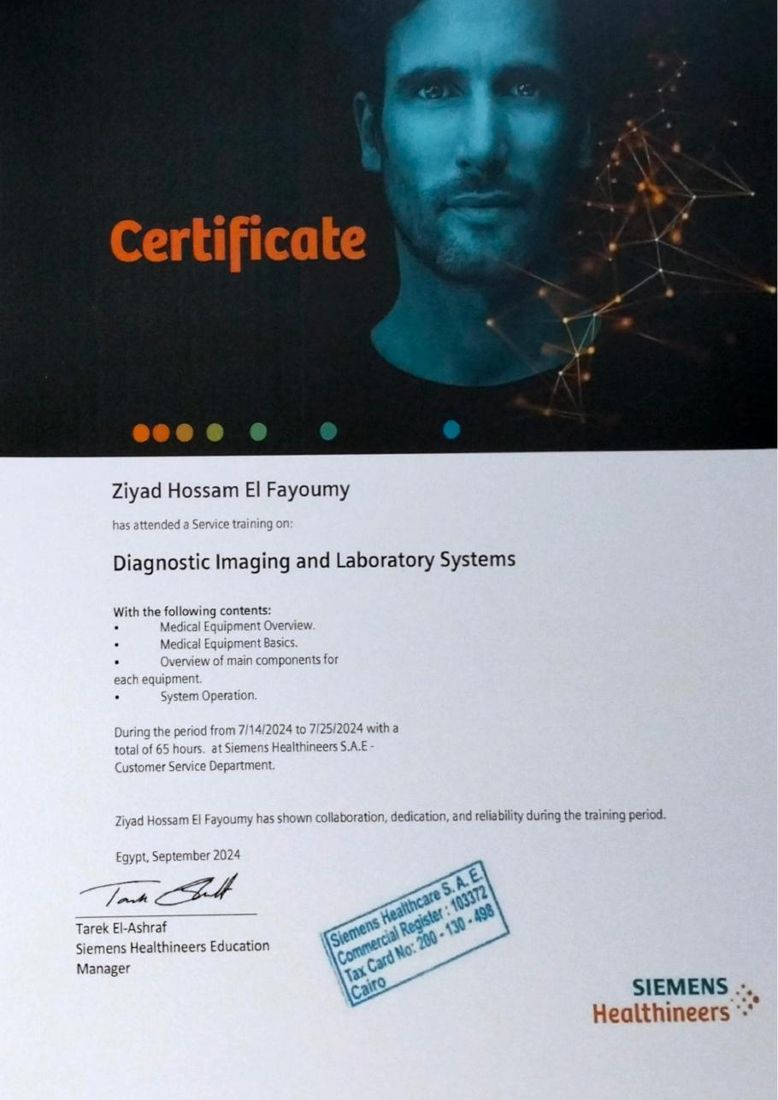 Certificate
Ziyad Hossam El Fayoumy
has attended a Service training on:
Diagnostic Imaging and Laboratory Systems
With the following contents:
• Medical Equipment Overview.
• Medical Equipment Basics.
• Overview of main components for
each equipment.
• System Operation.
During the period from 7/14/2024 to 7/25/2024 with a
total of 65 hours. at Siemens Healthineers S.A.E -
Customer Service Department.
Ziyad Hossam El Fayoumy has shown collaboration, dedication, and reliability during the training period.
Egypt, September 2024
Tarek El-Ashraf
Siemens Healthineers Education
Manager
Siemens Healthcare S. A. E.
Commercial Register : 103372
Tax Card No: 200 - 130 - 498
Cairo
SIEMENS
Healthineers